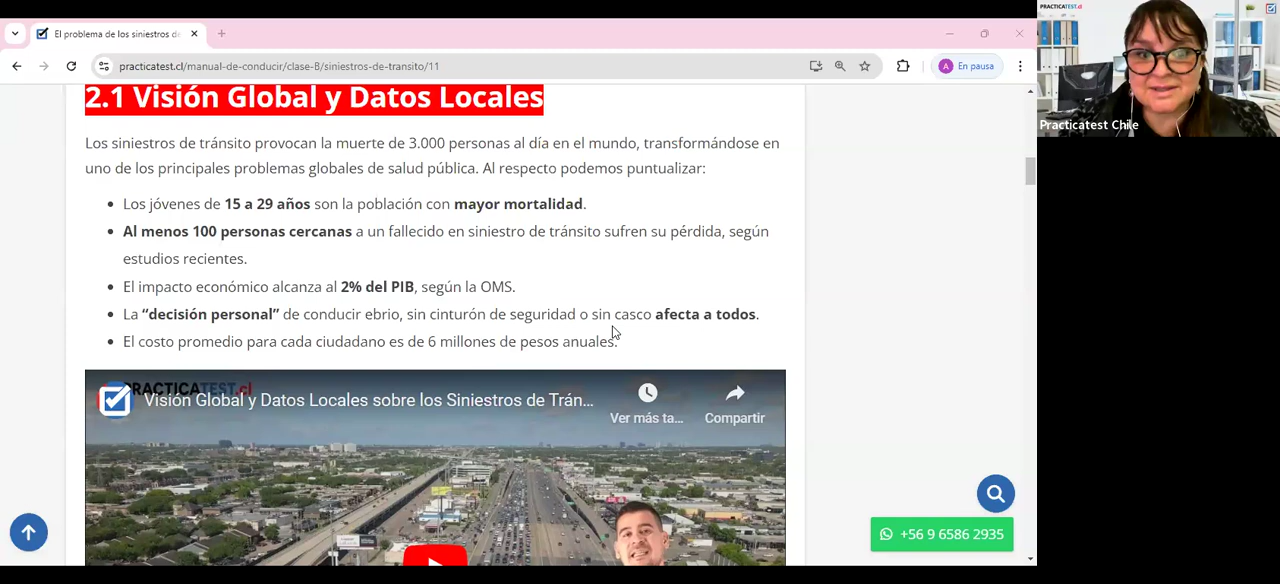 El problema de los siniestros de
practicatest.cl/manual-de-conducir/clase-B/siniestros-de-transito/11
A
En pausa
PRACTICATEST.cl
Practicatest Chile
2.1 Visión Global y Datos Locales
Los siniestros de tránsito provocan la muerte de 3.000 personas al día en el mundo, transformándose en
uno de los principales problemas globales de salud pública. Al respecto podemos puntualizar:
Los jóvenes de 15 a 29 años son la población con mayor mortalidad.
Al menos 100 personas cercanas a un fallecido en siniestro de tránsito sufren su pérdida, según
estudios recientes.
El impacto económico alcanza al 2% del PIB, según la OMS.
La “decisión personal” de conducir ebrio, sin cinturón de seguridad o sin casco afecta a todos.
El costo promedio para cada ciudadano es de 6 millones de pesos anuales.
PRACTICATEST.cl
Visión Global y Datos Locales sobre los Siniestros de Trán...
Ver más ta...
Compartir
+56 9 6586 2935